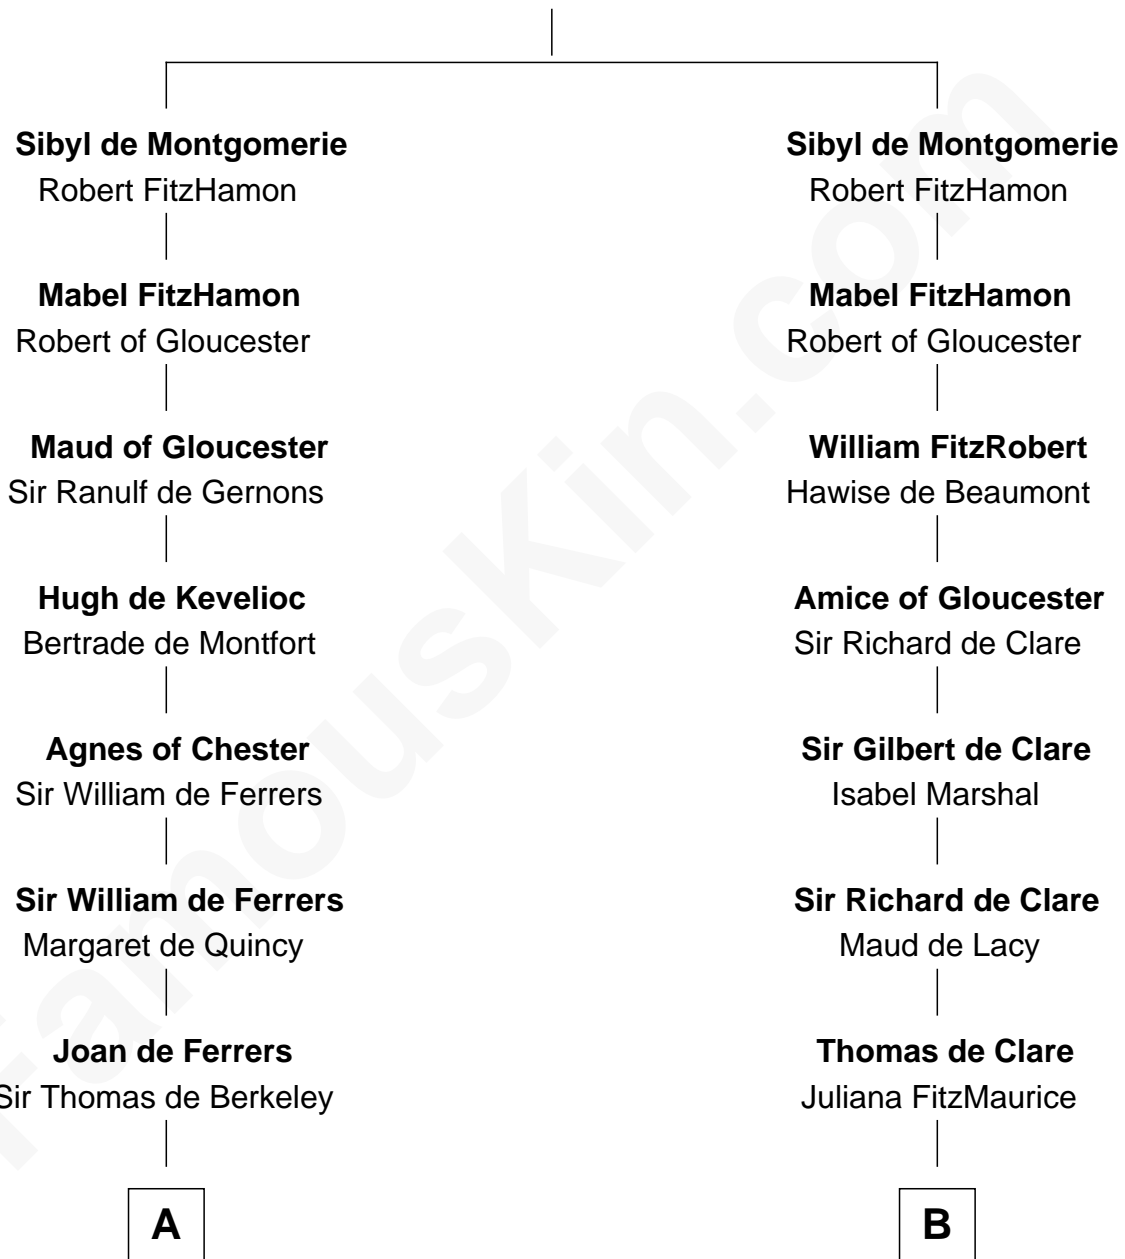 Sibyl de Montgomerie
Robert FitzHamon
Mabel FitzHamon
Robert of Gloucester
Maud of Gloucester
Sir Ranulf de Gernons
Hugh de Kevelioc
Bertrade de Montfort
Agnes of Chester
Sir William de Ferrers
Sir William de Ferrers
Margaret de Quincy
Joan de Ferrers
Sir Thomas de Berkeley
A
Sibyl de Montgomerie
Robert FitzHamon
Mabel FitzHamon
Robert of Gloucester
William FitzRobert
Hawise de Beaumont
Amice of Gloucester
Sir Richard de Clare
Sir Gilbert de Clare
Isabel Marshal
Sir Richard de Clare
Maud de Lacy
Thomas de Clare
Juliana FitzMaurice
B
FamousKin.com